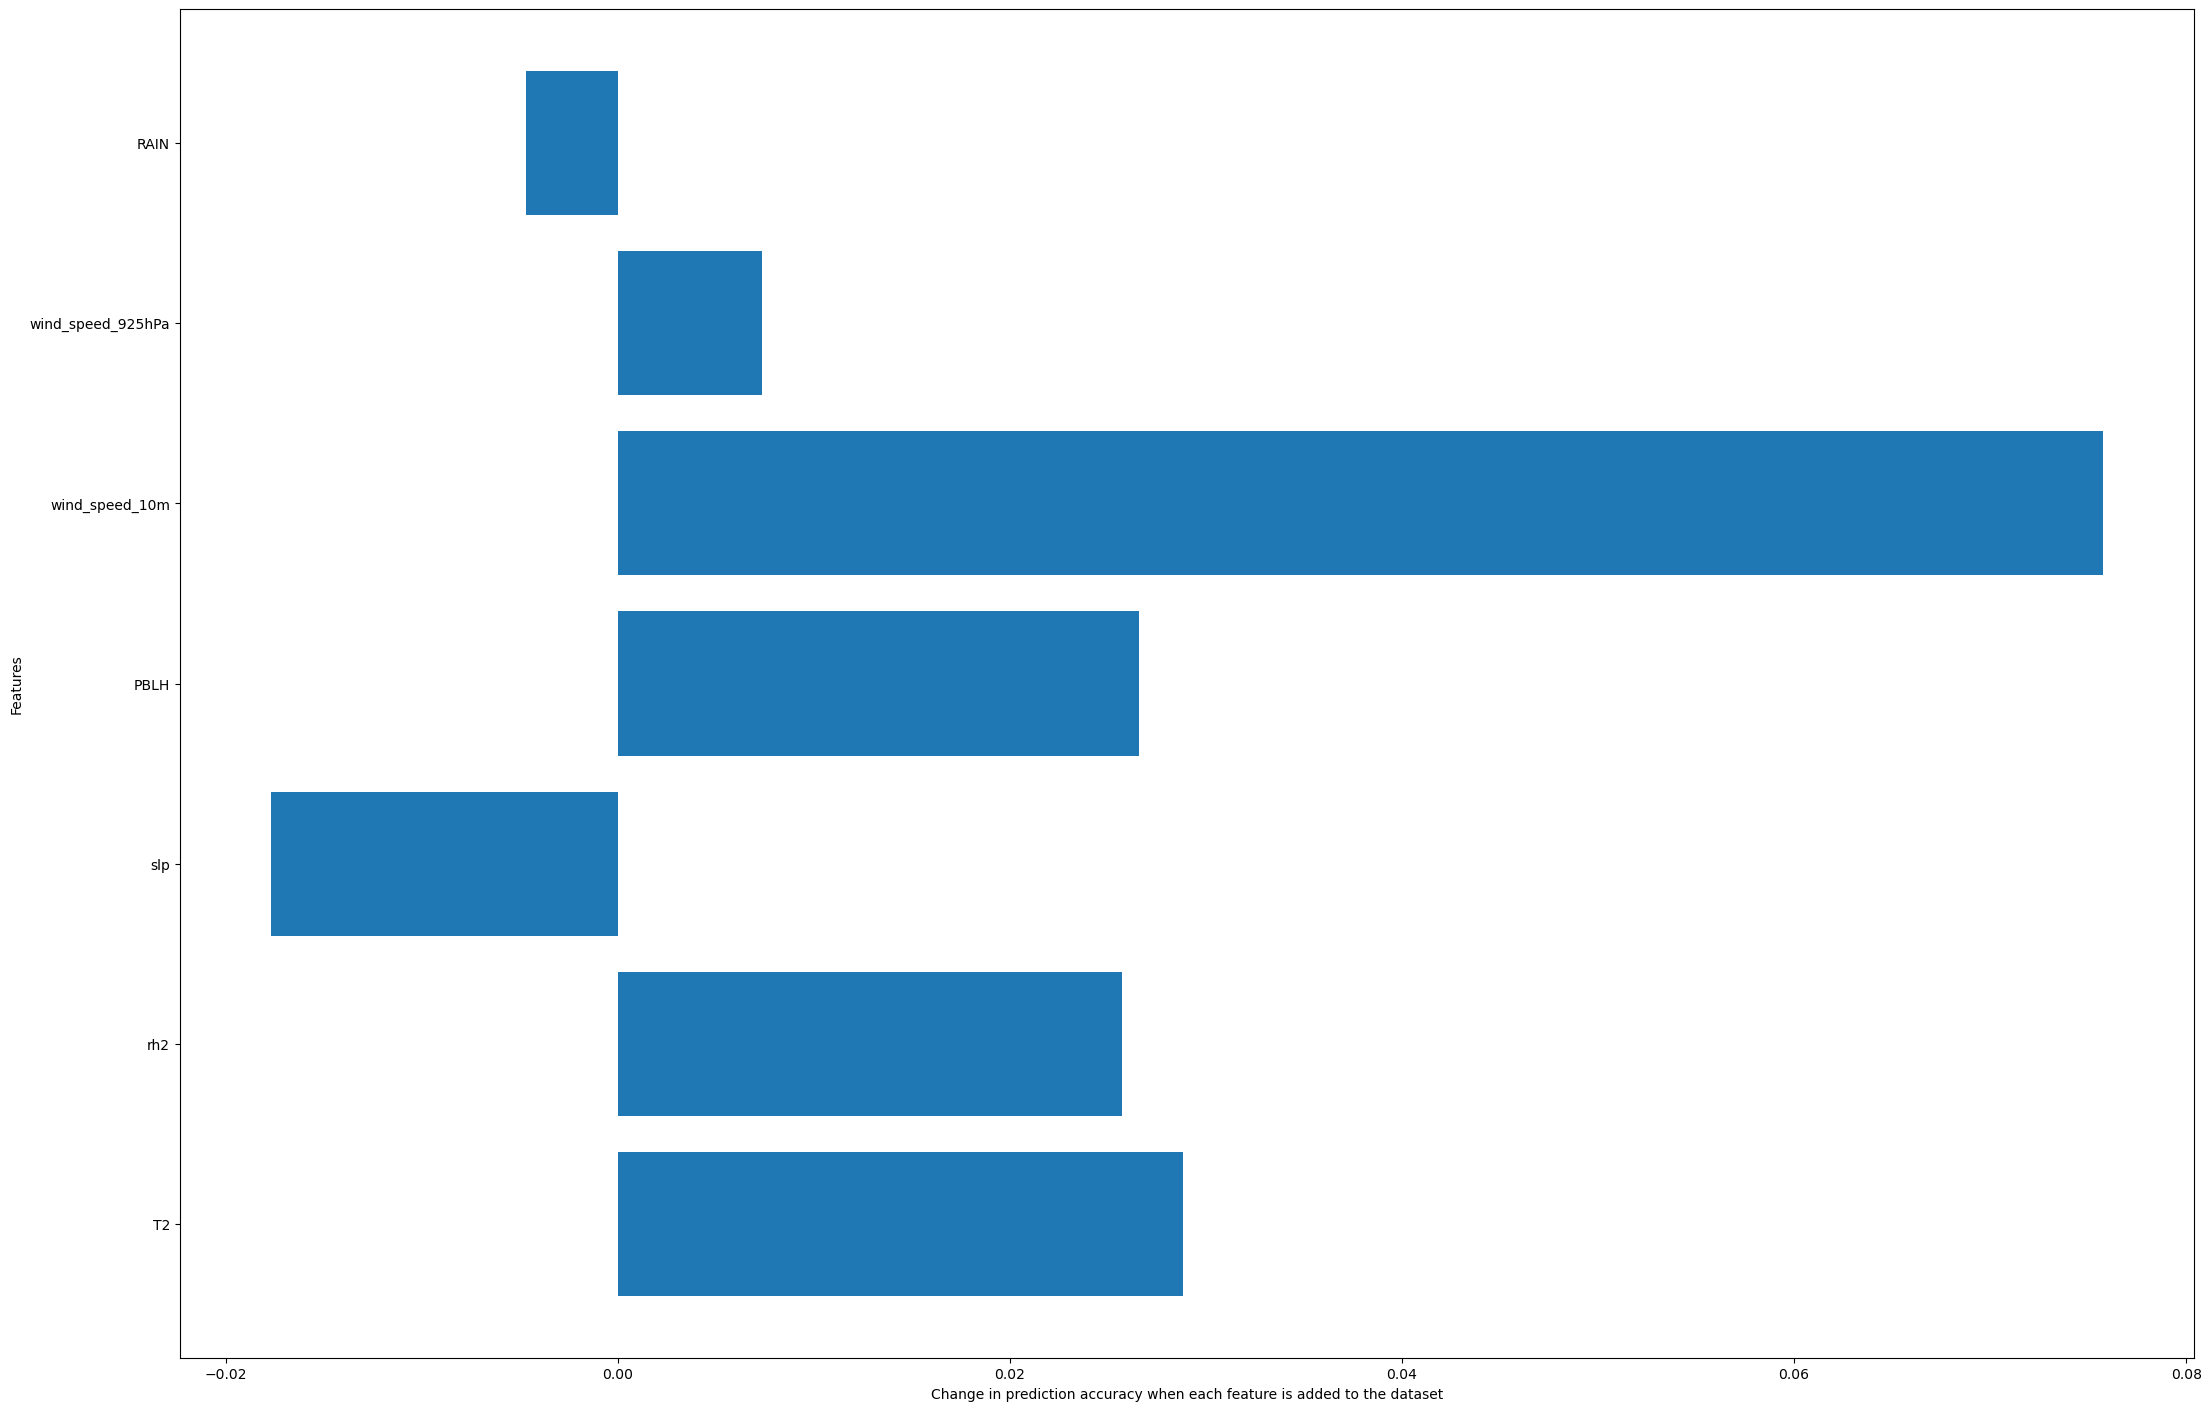 RAIN
wind_speed_925hPa
wind_speed_10m
PBLH
slp
rh2
T2
Features
−0.02 0.00 0.02 0.04 0.06 0.08
Change in prediction accuracy when each feature is added to the dataset